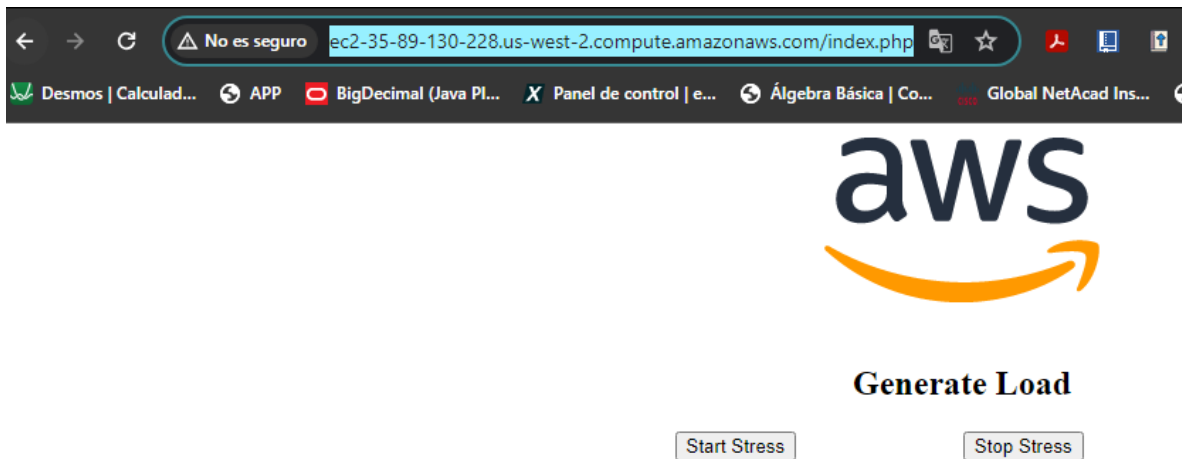 No es seguro ec2-35-89-130-228.us-west-2.compute.amazonaws.com/index.php
Desmos | Calculad... APP BigDecimal (Java Pl... X Panel de control | e... Álgebra Básica | Co... cisco Global NetAcad Ins...
aws
Generate Load
Start Stress Stop Stress